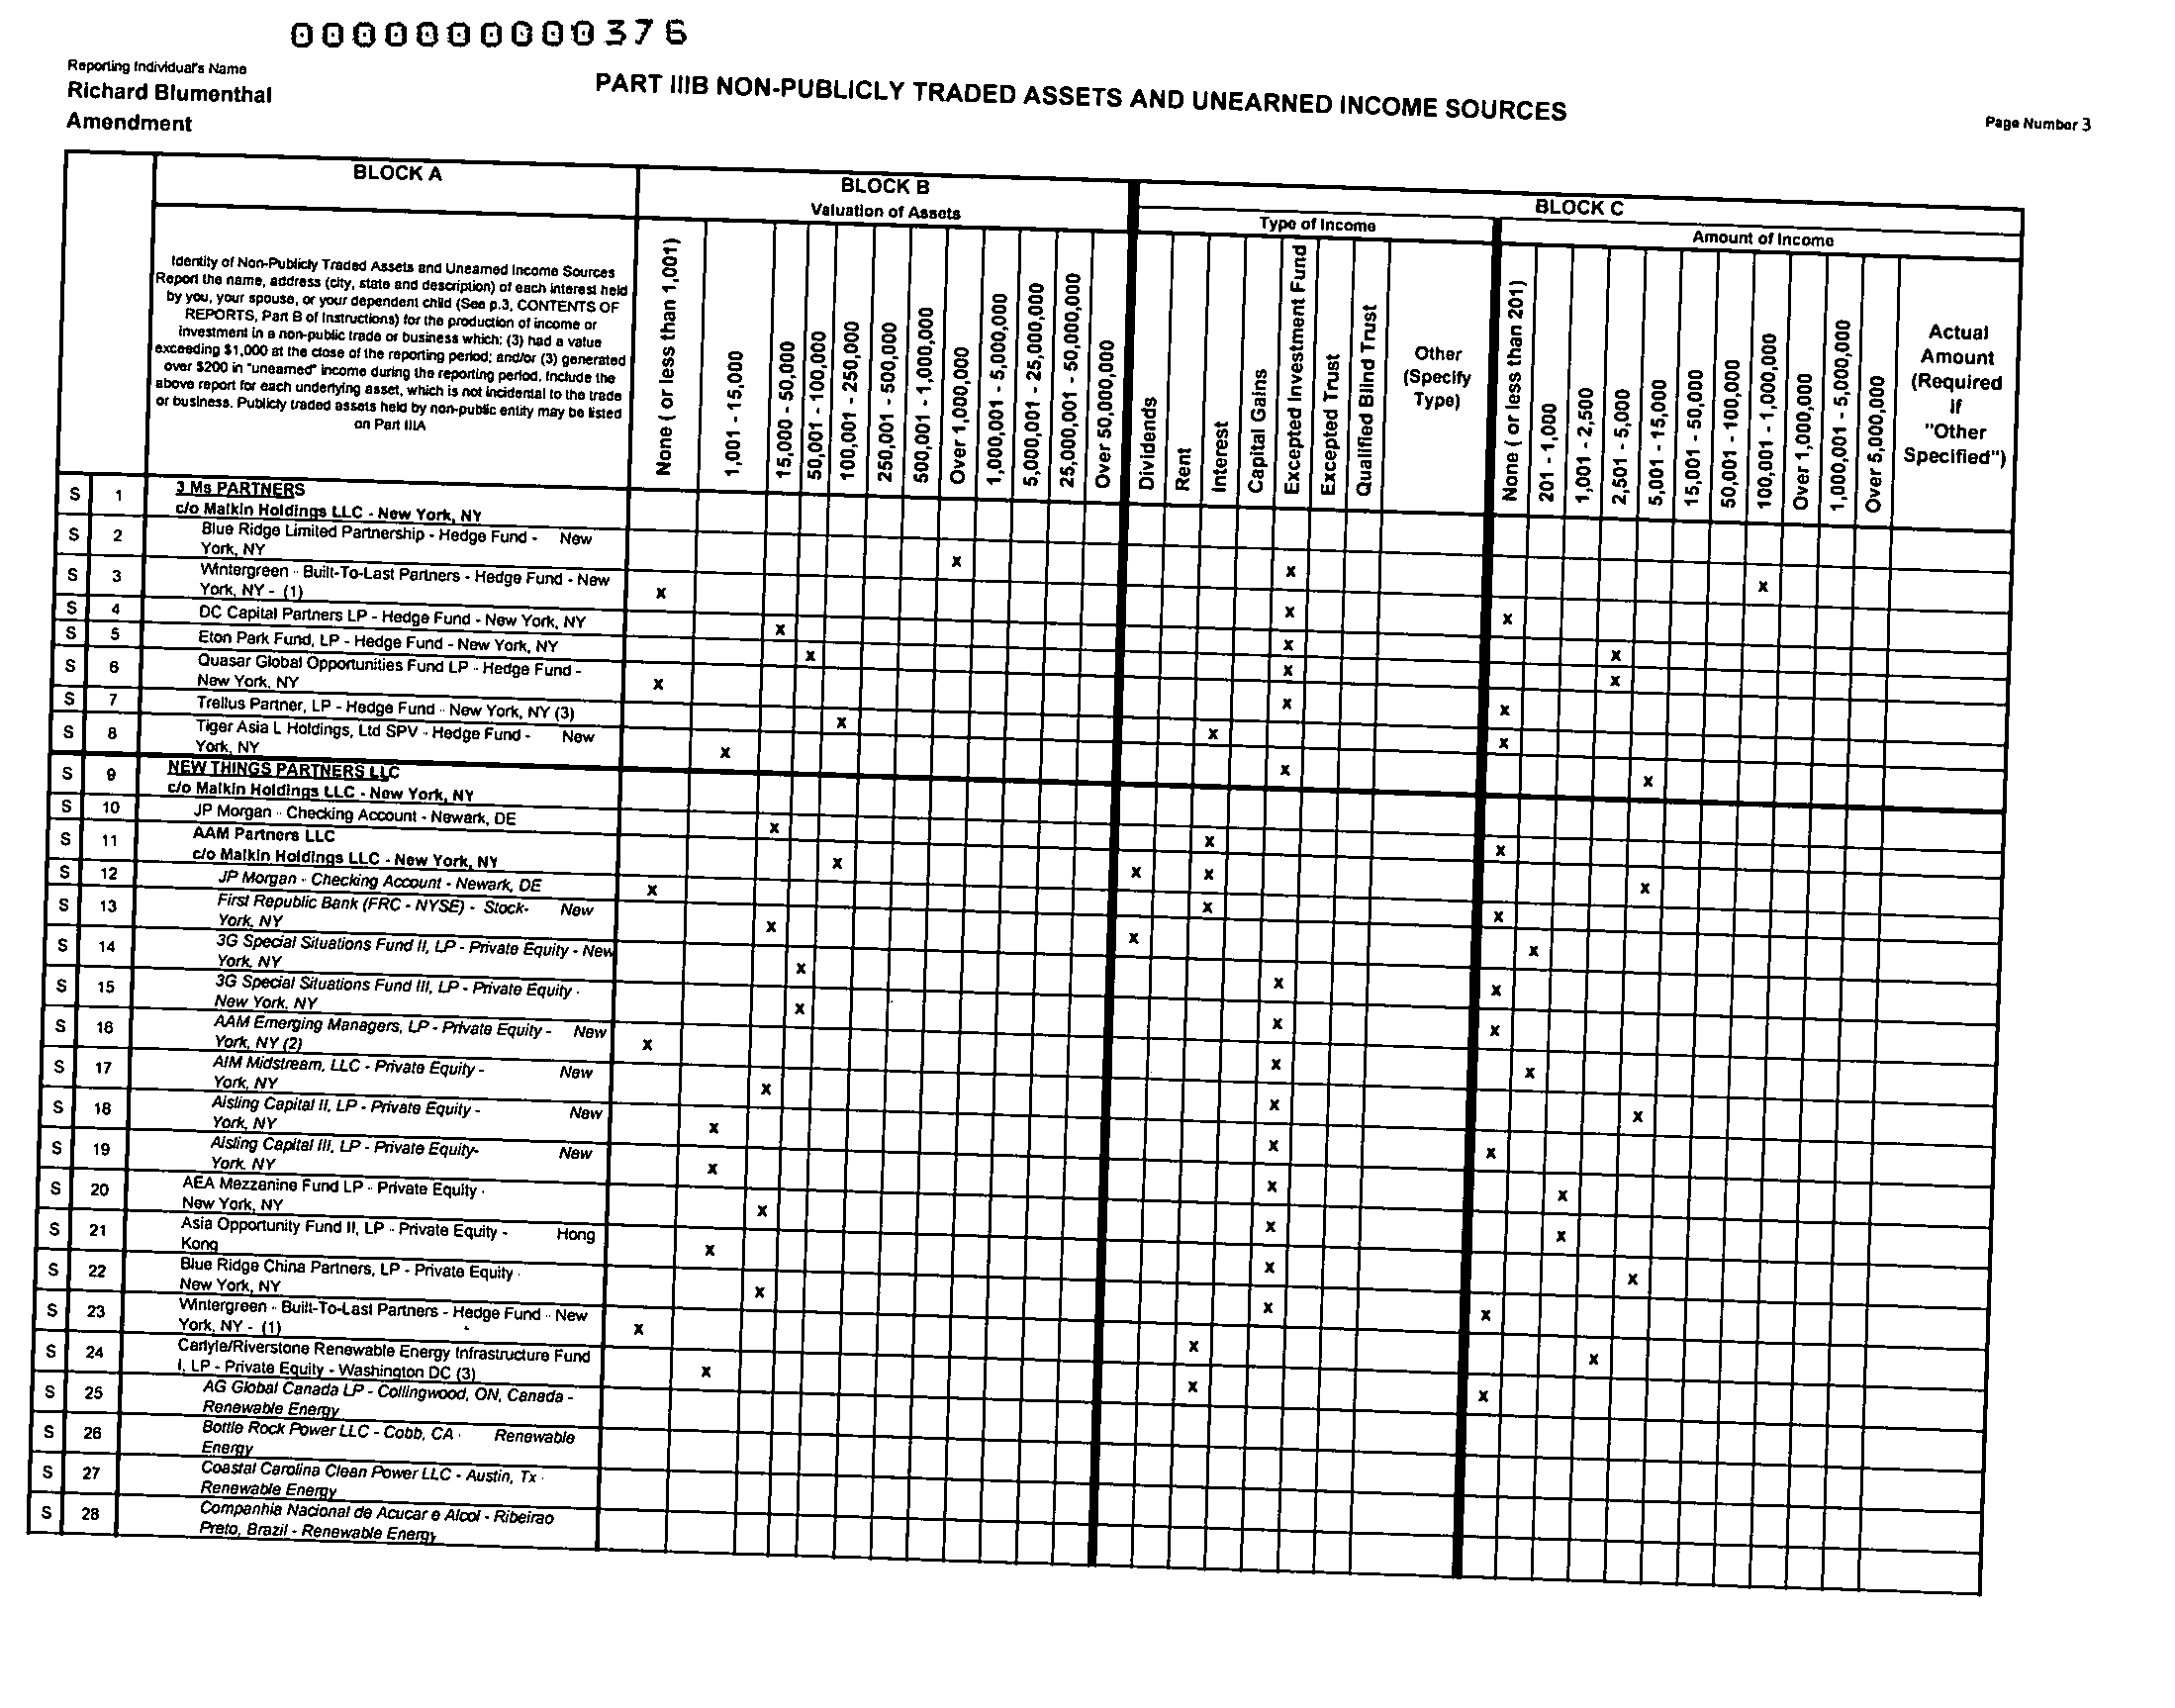 0000000000376
Reporting Individual's Name
Richard Blumenthal
Amendment
PART IIIB NON-PUBLICLY TRADED ASSETS AND UNEARNED INCOME SOURCES
Page Number 3
BLOCK A
BLOCK B
BLOCK C
Valuation of Assets
Type of Income
Amount of Income
Identity of Non-Publicly Traded Assets and Unearned Income Sources
Report the name, address (city, state and description) of each interest held
by you, your spouse, or your dependent child (See p.3, CONTENTS OF
REPORTS, Part B of Instructions) for the production of income or
investment in a non-public trade or business which: (3) had a value
exceeding $1,000 at the close of the reporting period; and/or (3) generated
over $200 in "unearned" income during the reporting period. Include the
above report for each underlying asset, which is not incidental to the trade
or business. Publicly traded assets held by non-public entity may be listed
on Part IIIA
None ( or less than 1,001)
1,001 - 15,000
15,000 - 50,000
50,001 - 100,000
100,001 - 250,000
250,001 - 500,000
500,001 - 1,000,000
Over 1,000,000
1,000,001 - 5,000,000
5,000,001 - 25,000,000
25,000,001 - 50,000,000
Over 50,000,000
Dividends
Rent
Interest
Capital Gains
Excepted Investment Fund
Excepted Trust
Qualified Blind Trust
Other
(Specify
Type)
None ( or less than 201)
201 - 1,000
1,001 - 2,500
2,501 - 5,000
5,001 - 15,000
15,001 - 50,000
50,001 - 100,000
100,001 - 1,000,000
Over 1,000,000
1,000,001 - 5,000,000
Over 5,000,000
Actual
Amount
(Required
if
"Other
Specified")
S 1 3 Ms PARTNERS
c/o Malkin Holdings LLC - New York, NY
S 2 Blue Ridge Limited Partnership - Hedge Fund - New
York, NY x x x
S 3 Wintergreen - Built-To-Last Partners - Hedge Fund - New
York, NY - (1) x x x
S 4 DC Capital Partners LP - Hedge Fund - New York, NY x x x
S 5 Eton Park Fund, LP - Hedge Fund - New York, NY x x x
S 6 Quasar Global Opportunities Fund LP - Hedge Fund -
New York, NY x x x
S 7 Trellus Partner, LP - Hedge Fund - New York, NY (3) x x x
S 8 Tiger Asia L Holdings, Ltd SPV - Hedge Fund - New
York, NY x x x
S 9 NEW THINGS PARTNERS LLC
c/o Malkin Holdings LLC - New York, NY
S 10 JP Morgan - Checking Account - Newark, DE x x x
S 11 AAM Partners LLC
c/o Malkin Holdings LLC - New York, NY x x x x
S 12 JP Morgan - Checking Account - Newark, DE x x x
S 13 First Republic Bank (FRC - NYSE) - Stock- New
York, NY x x x
S 14 3G Special Situations Fund II, LP - Private Equity - New
York, NY x x x
S 15 3G Special Situations Fund III, LP - Private Equity -
New York, NY x x x
S 16 AAM Emerging Managers, LP - Private Equity - New
York, NY (2) x x x
S 17 AIM Midstream, LLC - Private Equity - New
York, NY x x x
S 18 Aisling Capital II, LP - Private Equity - New
York, NY x x x
S 19 Aisling Capital III, LP - Private Equity- New
York, NY x x x
S 20 AEA Mezzanine Fund LP - Private Equity -
New York, NY x x x
S 21 Asia Opportunity Fund II, LP - Private Equity - Hong
Kong x x x
S 22 Blue Ridge China Partners, LP - Private Equity -
New York, NY x x x
S 23 Wintergreen - Built-To-Last Partners - Hedge Fund - New
York, NY - (1) x x x
S 24 Carlyle/Riverstone Renewable Energy Infrastructure Fund
I, LP - Private Equity - Washington DC (3) x x x
S 25 AG Global Canada LP - Collingwood, ON, Canada -
Renewable Energy
S 26 Bottle Rock Power LLC - Cobb, CA - Renewable
Energy
S 27 Coastal Carolina Clean Power LLC - Austin, Tx -
Renewable Energy
S 28 Companhia Nacional de Acucar e Alcol - Ribeirao
Preto, Brazil - Renewable Energy